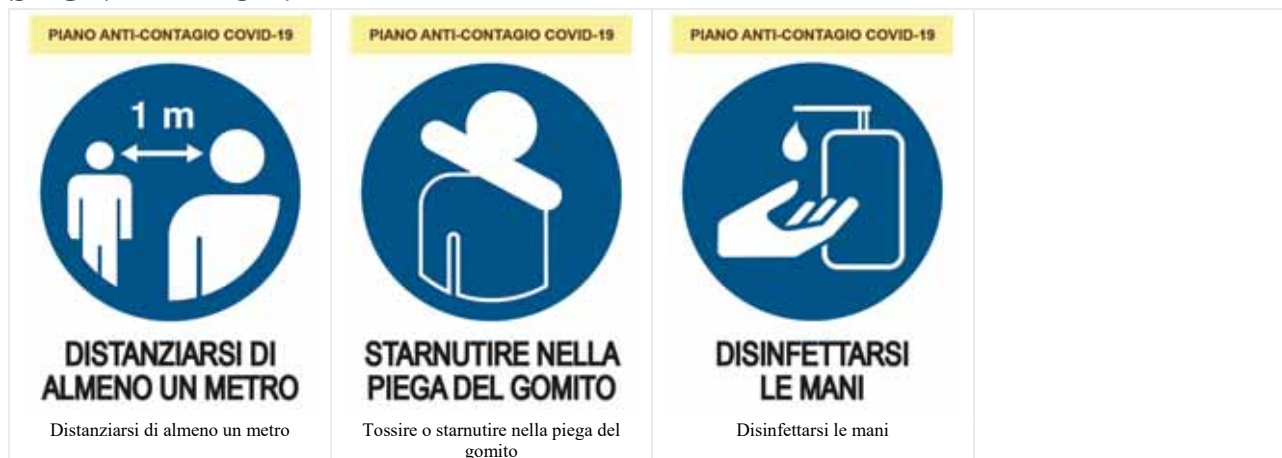 PIANO ANTI-CONTAGIO COVID-19
1 m
DISTANZIARSI DI
ALMENO UN METRO
Distanziarsi di almeno un metro
PIANO ANTI-CONTAGIO COVID-19
STARNUTIRE NELLA
PIEGA DEL GOMITO
Tossire o starnutire nella piega del
gomito
PIANO ANTI-CONTAGIO COVID-19
DISINFETTARSI
LE MANI
Disinfettarsi le mani